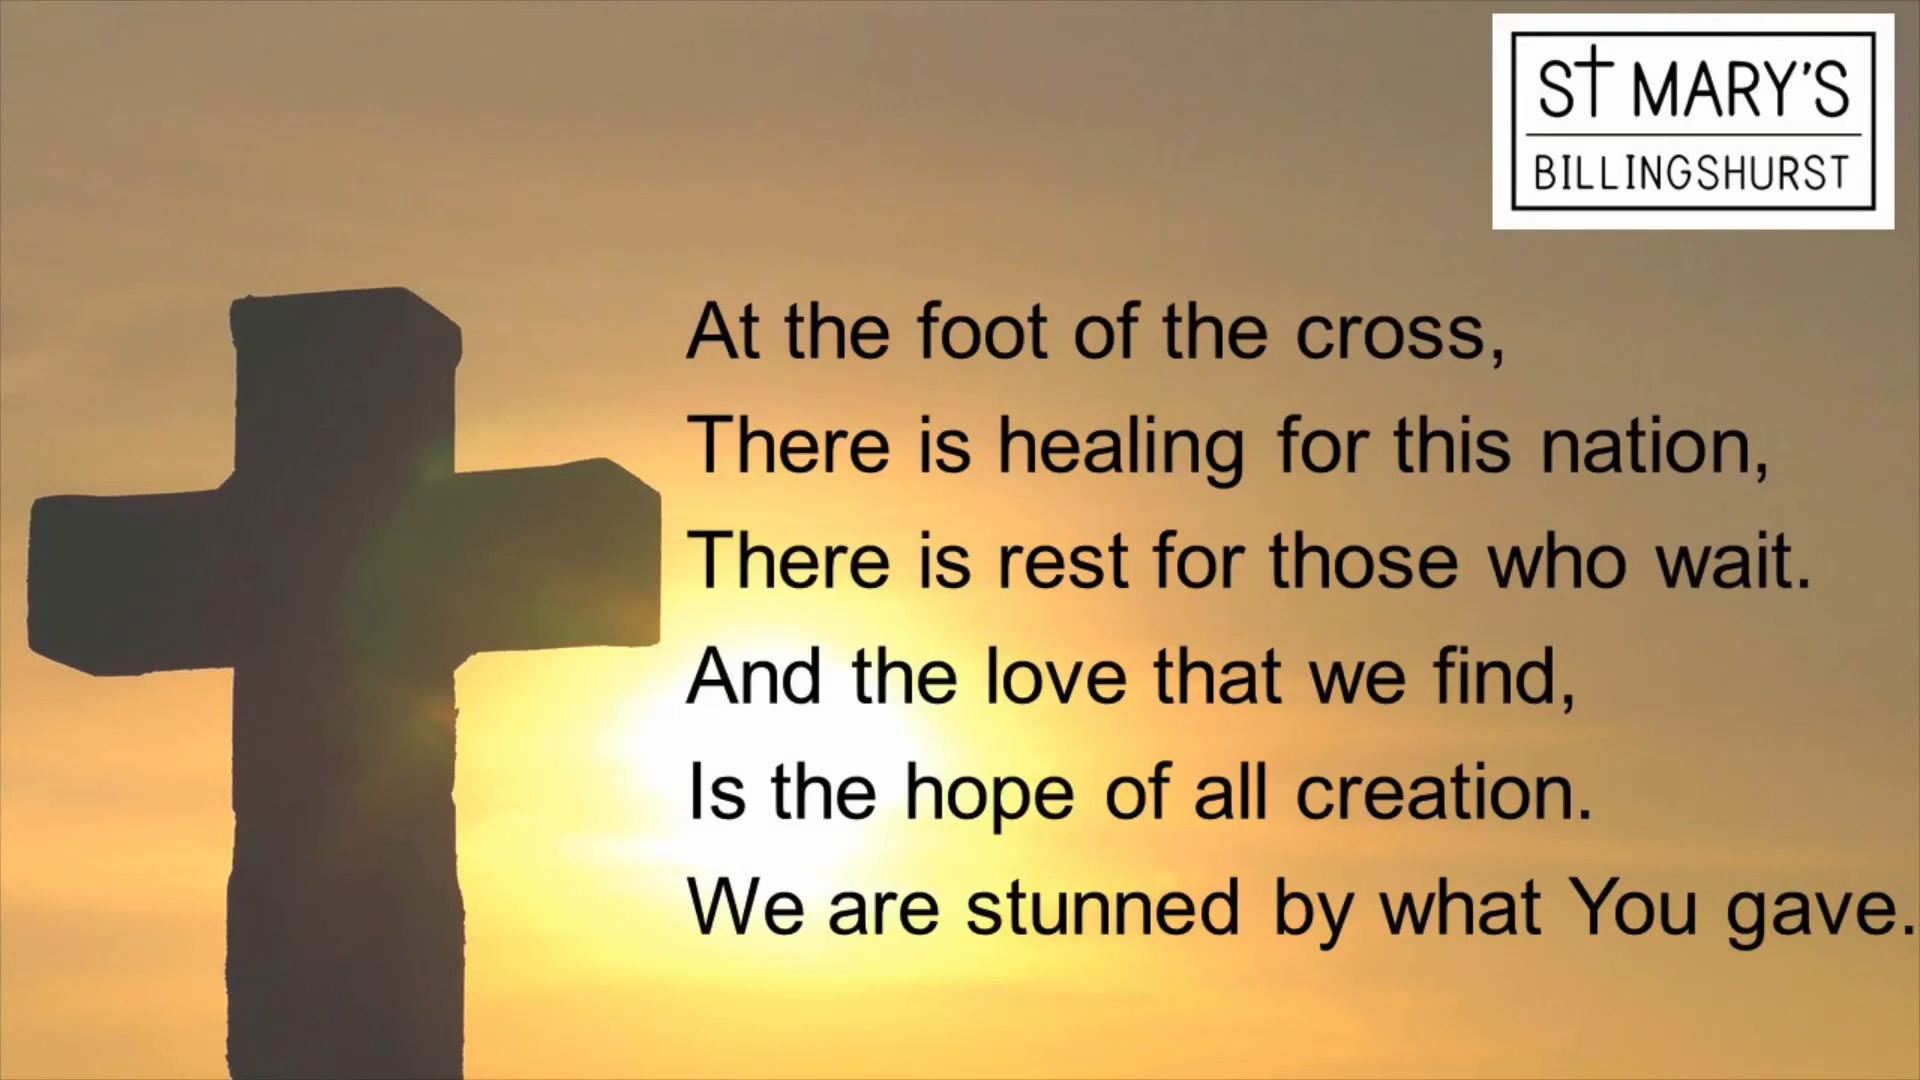 St MARY'S
BILLINGSHURST
At the foot of the cross,
There is healing for this nation,
There is rest for those who wait.
And the love that we find,
Is the hope of all creation.
We are stunned by what You gave.